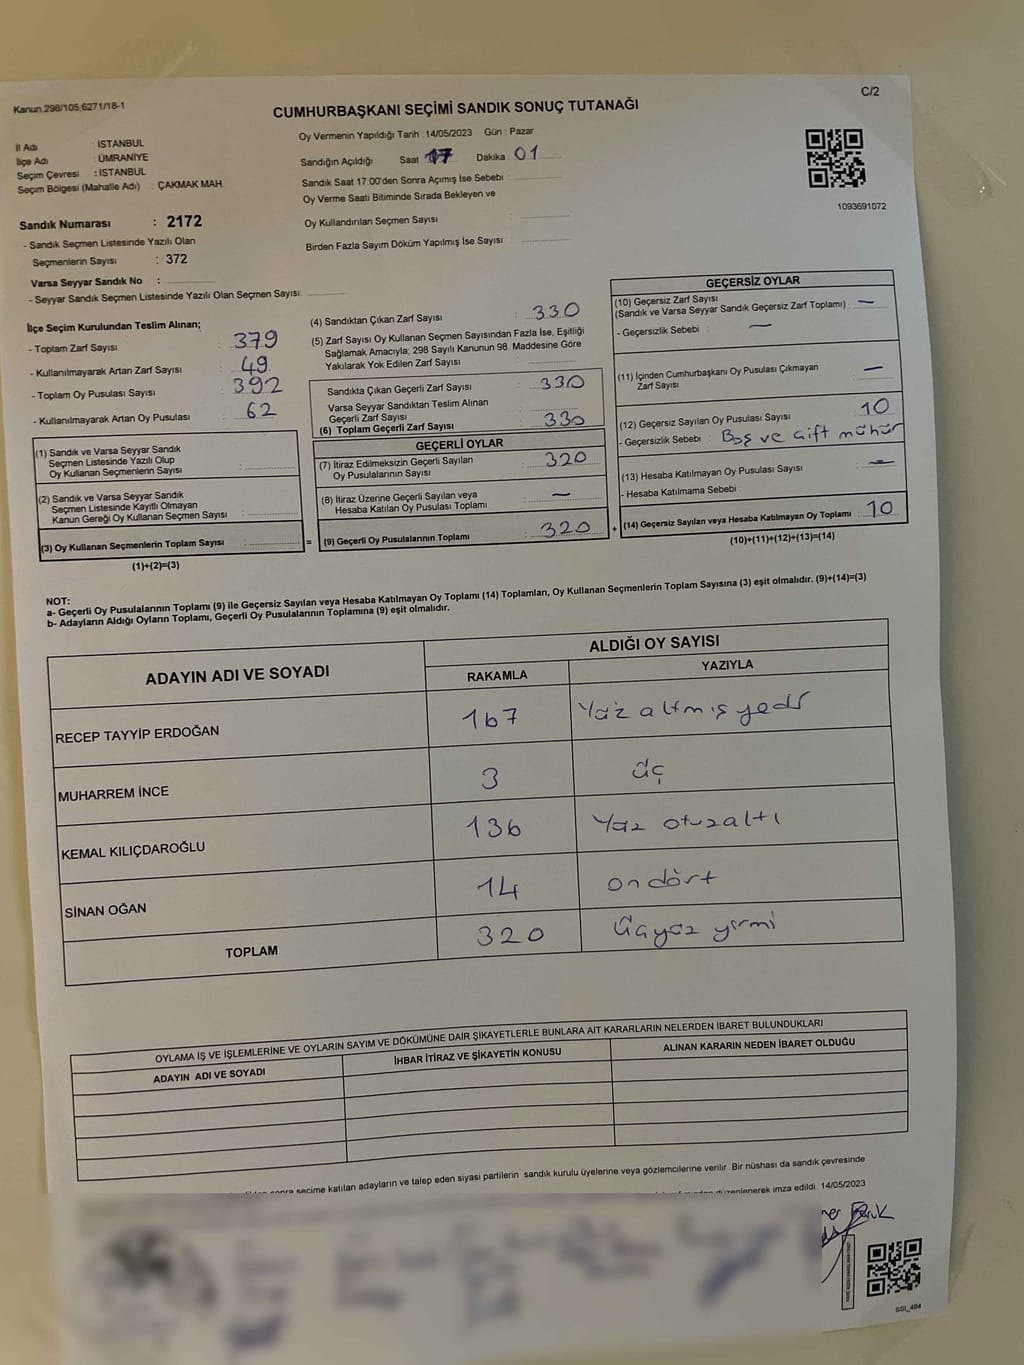 Kanun.298/105,6271/18-1
C/2
CUMHURBAŞKANI SEÇİMİ SANDIK SONUÇ TUTANAĞI
İl Adı : İSTANBUL
İlçe Adı : ÜMRANİYE
Seçim Çevresi : İSTANBUL
Seçim Bölgesi (Mahalle Adı) : ÇAKMAK MAH.
Oy Vermenin Yapıldığı Tarih : 14/05/2023 Gün : Pazar
Sandığın Açıldığı Saat 17 Dakika : 01
Sandık Saat 17:00'den Sonra Açımış İse Sebebi :
Oy Verme Saati Bitiminde Sırada Bekleyen ve
Oy Kullandırılan Seçmen Sayısı :
Birden Fazla Sayım Döküm Yapılmış İse Sayısı :
1093691072
Sandık Numarası : 2172
- Sandık Seçmen Listesinde Yazılı Olan
Seçmenlerin Sayısı : 372
Varsa Seyyar Sandık No :
- Seyyar Sandık Seçmen Listesinde Yazılı Olan Seçmen Sayısı:
İlçe Seçim Kurulundan Teslim Alınan;
- Toplam Zarf Sayısı : 379
- Kullanılmayarak Artan Zarf Sayısı : 49
- Toplam Oy Pusulası Sayısı : 392
- Kullanılmayarak Artan Oy Pusulası : 62
(1) Sandık ve Varsa Seyyar Sandık
Seçmen Listesinde Yazılı Olup
Oy Kullanan Seçmenlerin Sayısı :
(2) Sandık ve Varsa Seyyar Sandık
Seçmen Listesinde Kayıtlı Olmayan
Kanun Gereği Oy Kullanan Seçmen Sayısı :
(3) Oy Kullanan Seçmenlerin Toplam Sayısı :
(1)+(2)=(3)
(4) Sandıktan Çıkan Zarf Sayısı : 330
(5) Zarf Sayısı Oy Kullanan Seçmen Sayısından Fazla İse, Eşitliği
Sağlamak Amacıyla; 298 Sayılı Kanunun 98. Maddesine Göre
Yakılarak Yok Edilen Zarf Sayısı :
Sandıkta Çıkan Geçerli Zarf Sayısı : 330
Varsa Seyyar Sandıktan Teslim Alınan
Geçerli Zarf Sayısı :
(6) Toplam Geçerli Zarf Sayısı : 330
GEÇERLİ OYLAR
(7) İtiraz Edilmeksizin Geçerli Sayılan
Oy Pusulalarının Sayısı : 320
(8) İtiraz Üzerine Geçerli Sayılan veya
Hesaba Katılan Oy Pusulası Toplamı : —
= (9) Geçerli Oy Pusulalarının Toplamı : 320 +
GEÇERSİZ OYLAR
(10) Geçersiz Zarf Sayısı
(Sandık ve Varsa Seyyar Sandık Geçersiz Zarf Toplamı) : —
- Geçersizlik Sebebi : —
(11) İçinden Cumhurbaşkanı Oy Pusulası Çıkmayan
Zarf Sayısı : —
(12) Geçersiz Sayılan Oy Pusulası Sayısı : 10
- Geçersizlik Sebebi : Boş ve çift mühür
(13) Hesaba Katılmayan Oy Pusulası Sayısı : —
- Hesaba Katılmama Sebebi :
(14) Geçersiz Sayılan veya Hesaba Katılmayan Oy Toplamı : 10
(10)+(11)+(12)+(13)=(14)
NOT:
a- Geçerli Oy Pusulalarının Toplamı (9) ile Geçersiz Sayılan veya Hesaba Katılmayan Oy Toplamı (14) Toplamları, Oy Kullanan Seçmenlerin Toplam Sayısına (3) eşit olmalıdır. (9)+(14)=(3)
b- Adayların Aldığı Oyların Toplamı, Geçerli Oy Pusulalarının Toplamına (9) eşit olmalıdır.
ADAYIN ADI VE SOYADI
ALDIĞI OY SAYISI
RAKAMLA
YAZIYLA
RECEP TAYYİP ERDOĞAN 167 Yüz altmış yedi
MUHARREM İNCE 3 üç
KEMAL KILIÇDAROĞLU 136 Yüz otuzaltı
SİNAN OĞAN 14 ondört
TOPLAM 320 Üçyüz yirmi
OYLAMA İŞ VE İŞLEMLERİNE VE OYLARIN SAYIM VE DÖKÜMÜNE DAİR ŞİKAYETLERLE BUNLARA AİT KARARLARIN NELERDEN İBARET BULUNDUKLARI
ADAYIN ADI VE SOYADI
İHBAR İTİRAZ VE ŞİKAYETİN KONUSU
ALINAN KARARIN NEDEN İBARET OLDUĞU
sonra seçime katılan adayların ve talep eden siyasi partilerin sandık kurulu üyelerine veya gözlemcilerine verilir. Bir nüshası da sandık çevresinde
düzenlenerek imza edildi. 14/05/2023
SSI_404